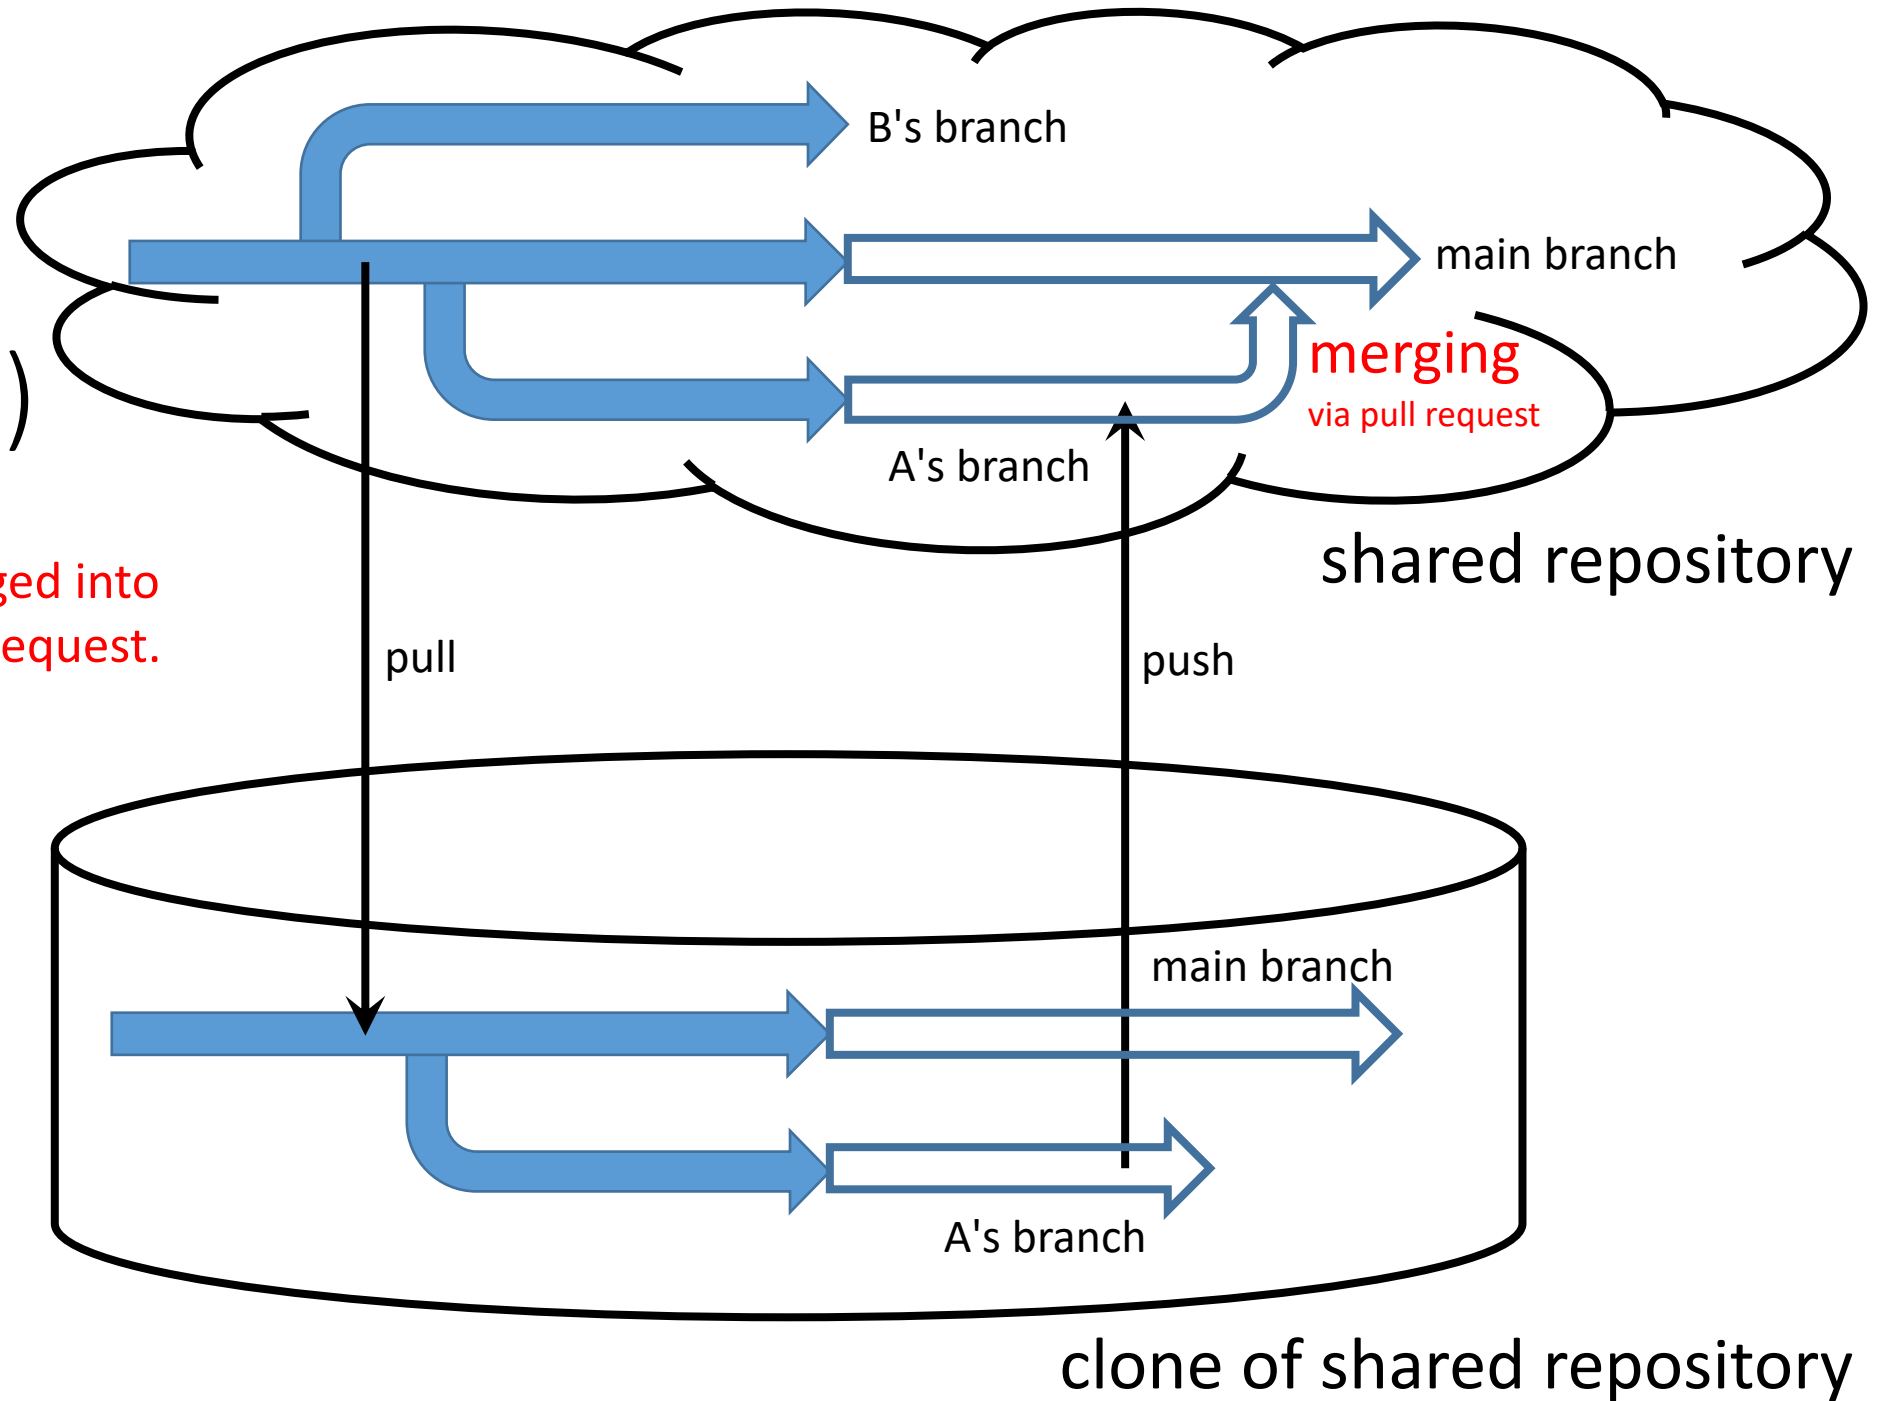 B's branch
main branch
)
merging
via pull request
A's branch
shared repository
ged into
equest.
pull
push
main branch
A's branch
clone of shared repository